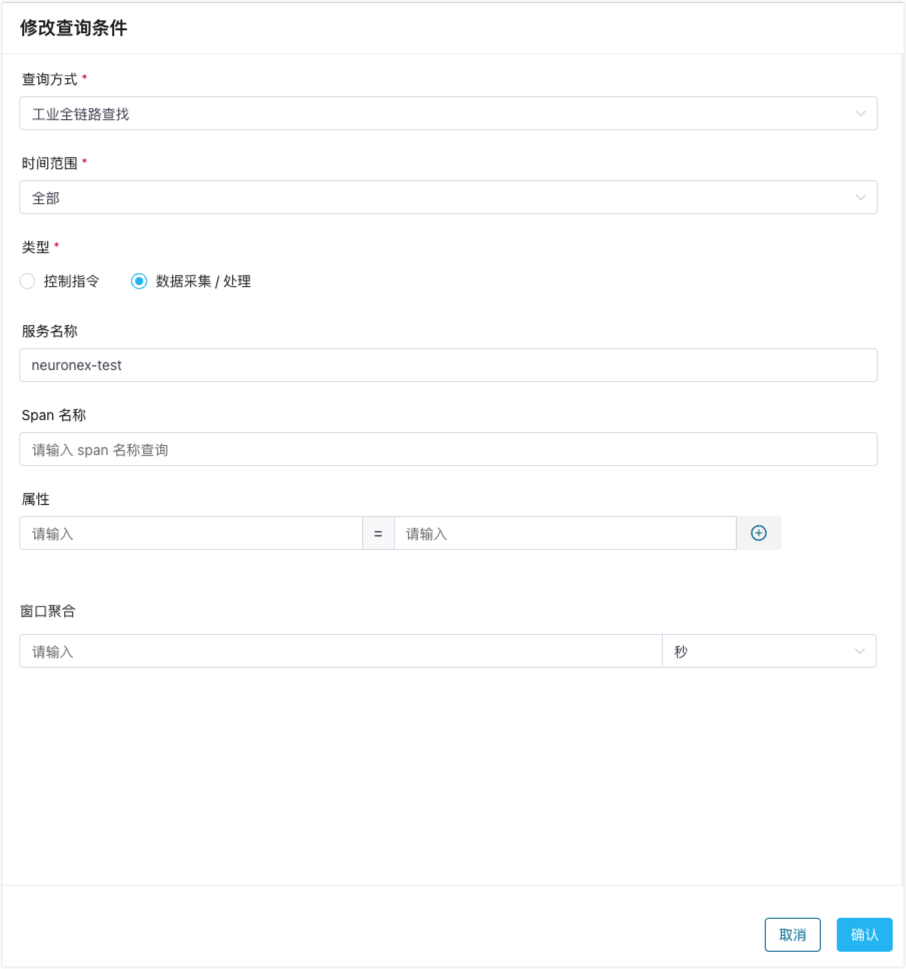 修改查询条件
查询方式 *
工业全链路查找
时间范围 *
全部
类型 *
控制指令 数据采集 / 处理
服务名称
neuronex-test
Span 名称
请输入 span 名称查询
属性
请输入 = 请输入
窗口聚合
请输入 秒
取消 确认